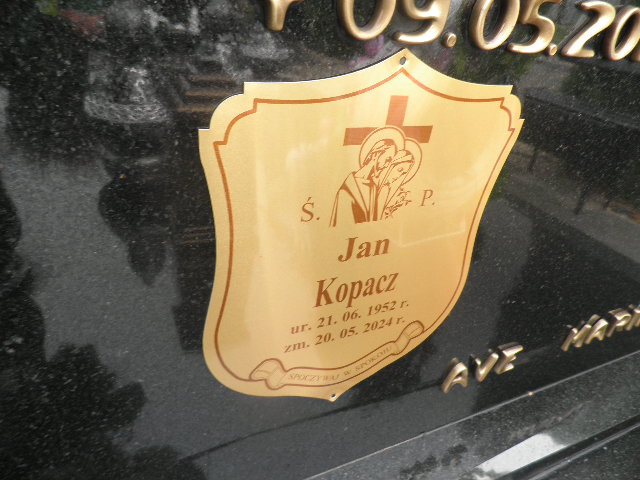 09.05.20
Ś. P.
Jan
Kopacz
ur. 21. 06. 1952 r.
zm. 20. 05. 2024 r.
SPOCZYWAJ W SPOKOJU
AVE MARI